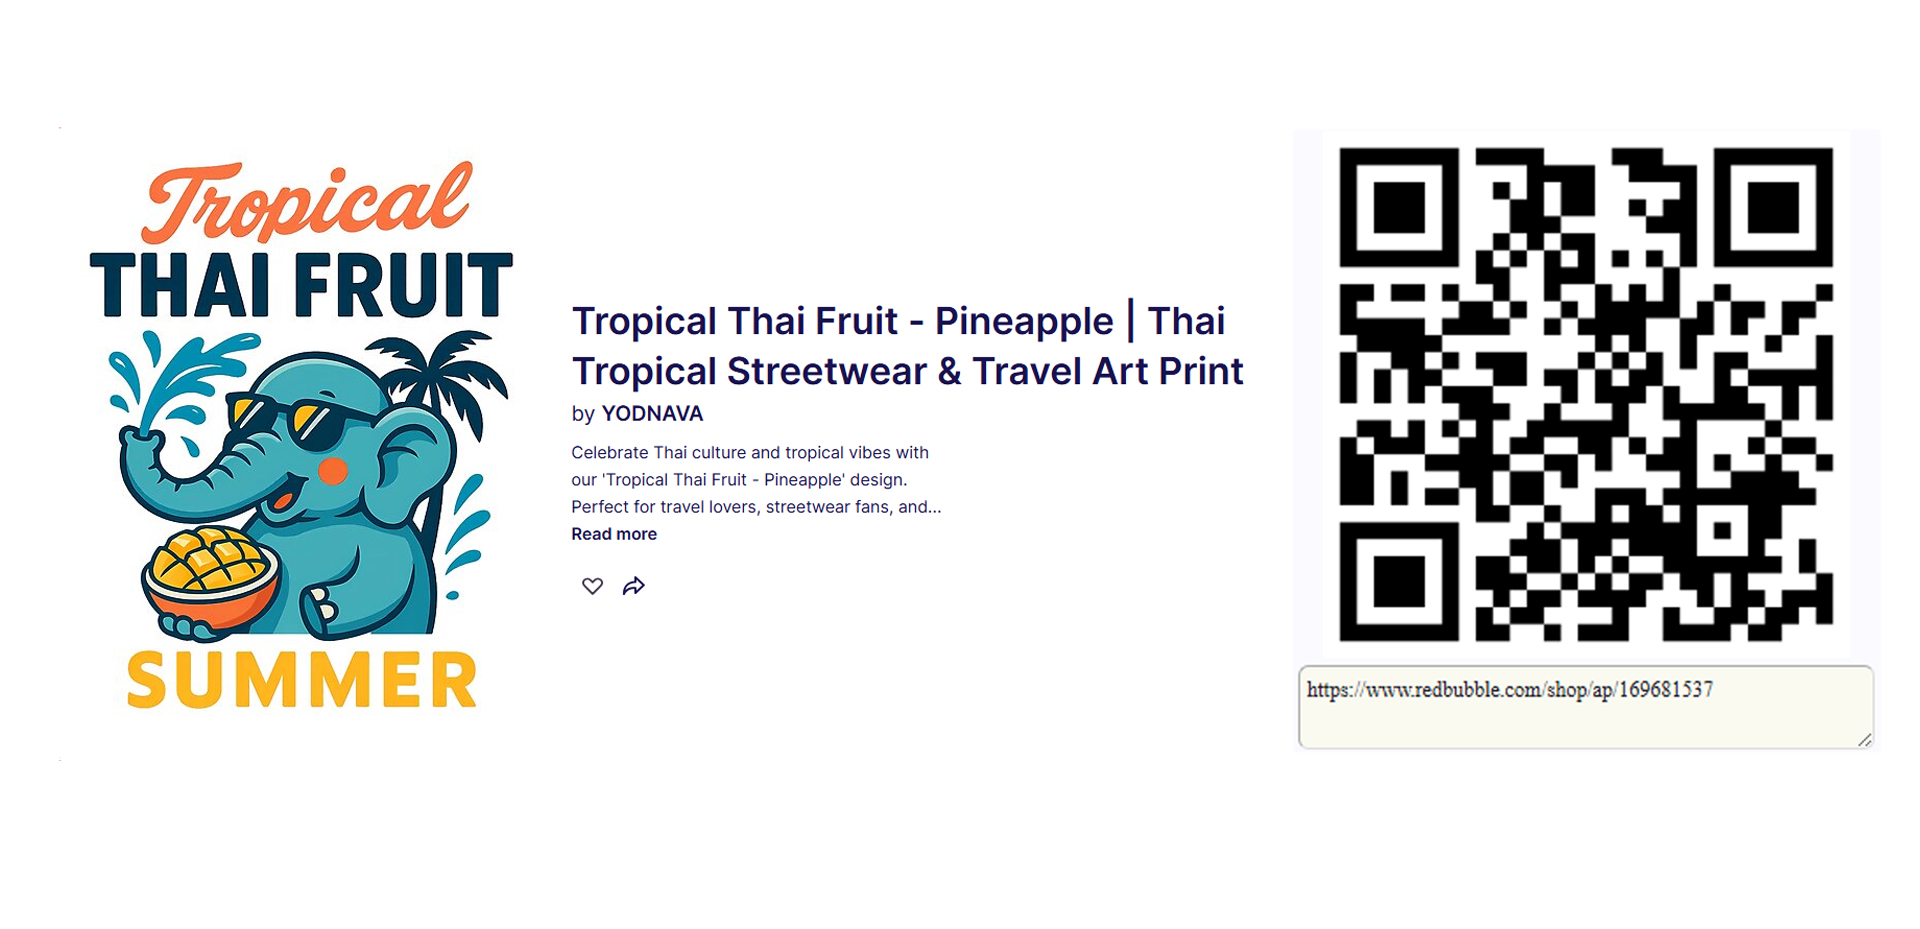 Tropical
THAI FRUIT
SUMMER
Tropical Thai Fruit - Pineapple | Thai
Tropical Streetwear & Travel Art Print
by YODNAVA
Celebrate Thai culture and tropical vibes with
our 'Tropical Thai Fruit - Pineapple' design.
Perfect for travel lovers, streetwear fans, and...
Read more
https://www.redbubble.com/shop/ap/169681537